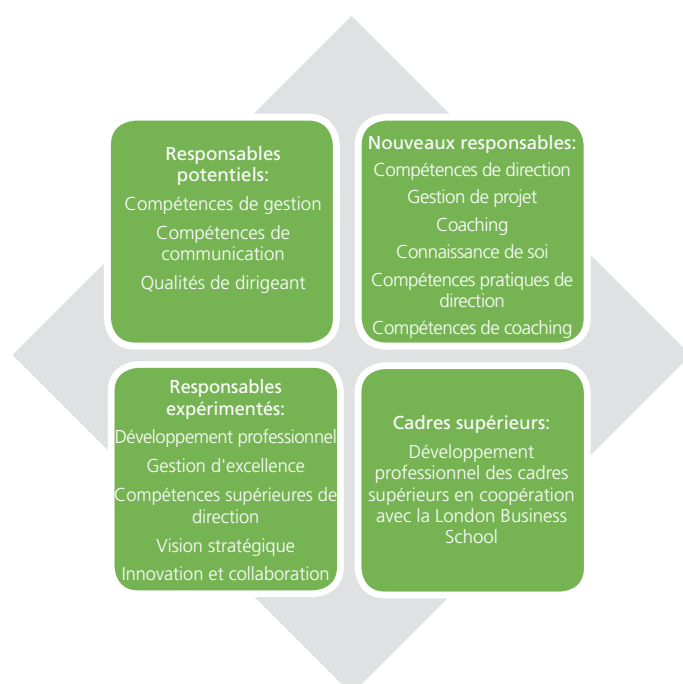 Responsables
potentiels:
Compétences de gestion
Compétences de
communication
Qualités de dirigeant
Nouveaux responsables:
Compétences de direction
Gestion de projet
Coaching
Connaissance de soi
Compétences pratiques de
direction
Compétences de coaching
Responsables
expérimentés:
Développement professionnel
Gestion d'excellence
Compétences supérieures de
direction
Vision stratégique
Innovation et collaboration
Cadres supérieurs:
Développement
professionnel des cadres
supérieurs en coopération
avec la London Business
School